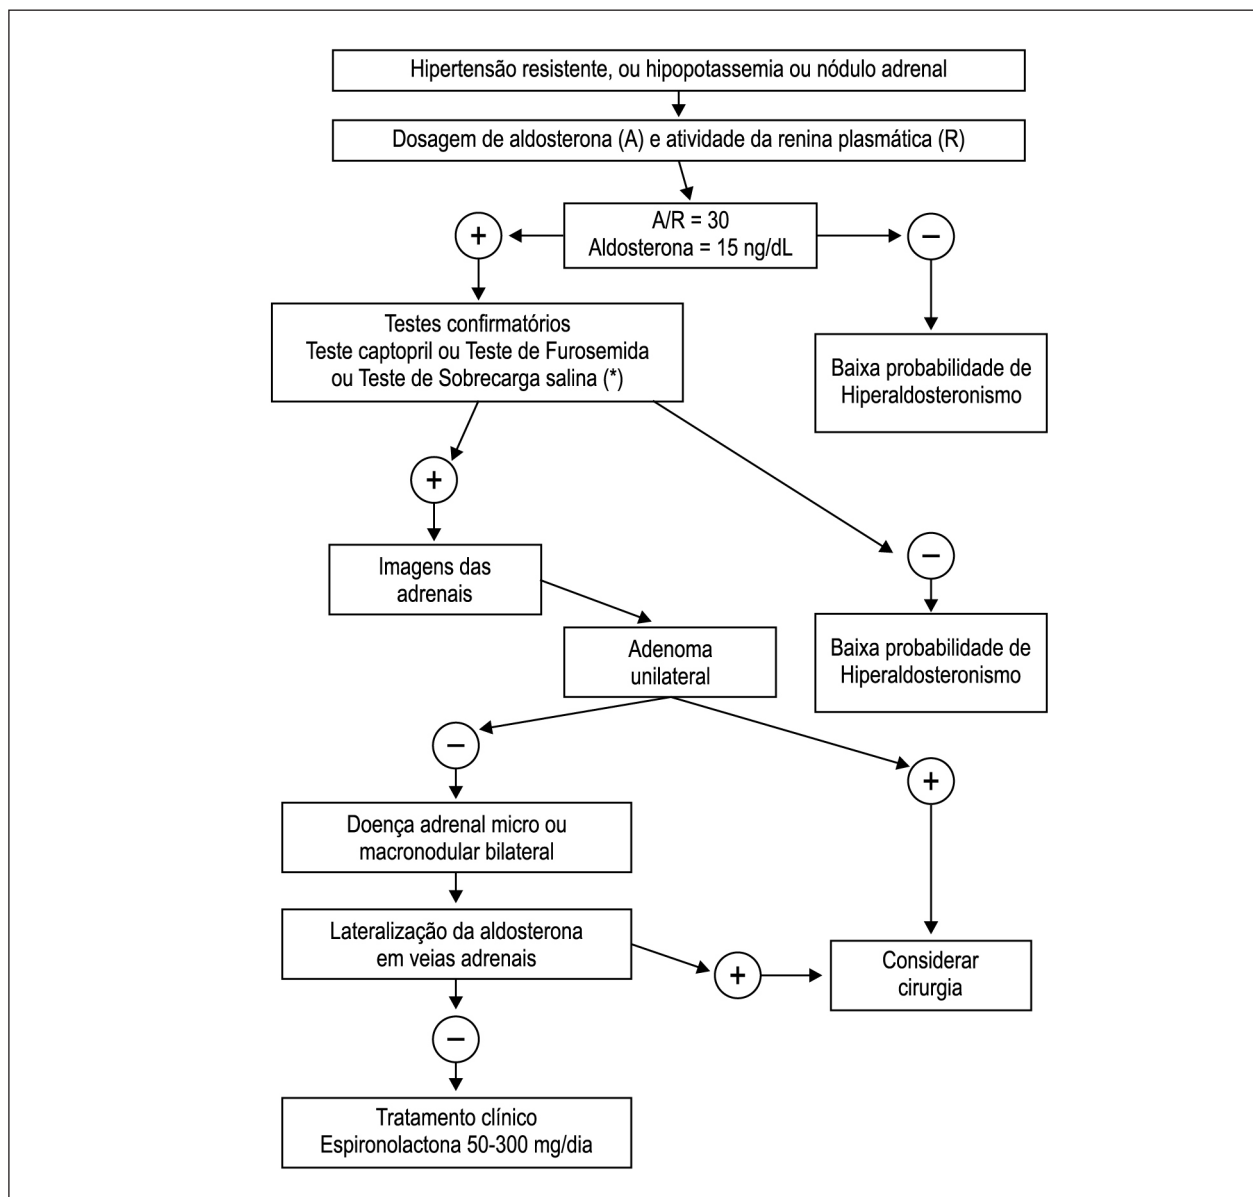 Hipertensão resistente, ou hipopotassemia ou nódulo adrenal
Dosagem de aldosterona (A) e atividade da renina plasmática (R)
A/R = 30
Aldosterona = 15 ng/dL
+
−
Testes confirmatórios
Teste captopril ou Teste de Furosemida
ou Teste de Sobrecarga salina (*)
Baixa probabilidade de
Hiperaldosteronismo
+
−
Imagens das
adrenais
Baixa probabilidade de
Hiperaldosteronismo
Adenoma
unilateral
−
+
Doença adrenal micro ou
macronodular bilateral
Lateralização da aldosterona
em veias adrenais
+
Considerar
cirurgia
−
Tratamento clínico
Espironolactona 50-300 mg/dia